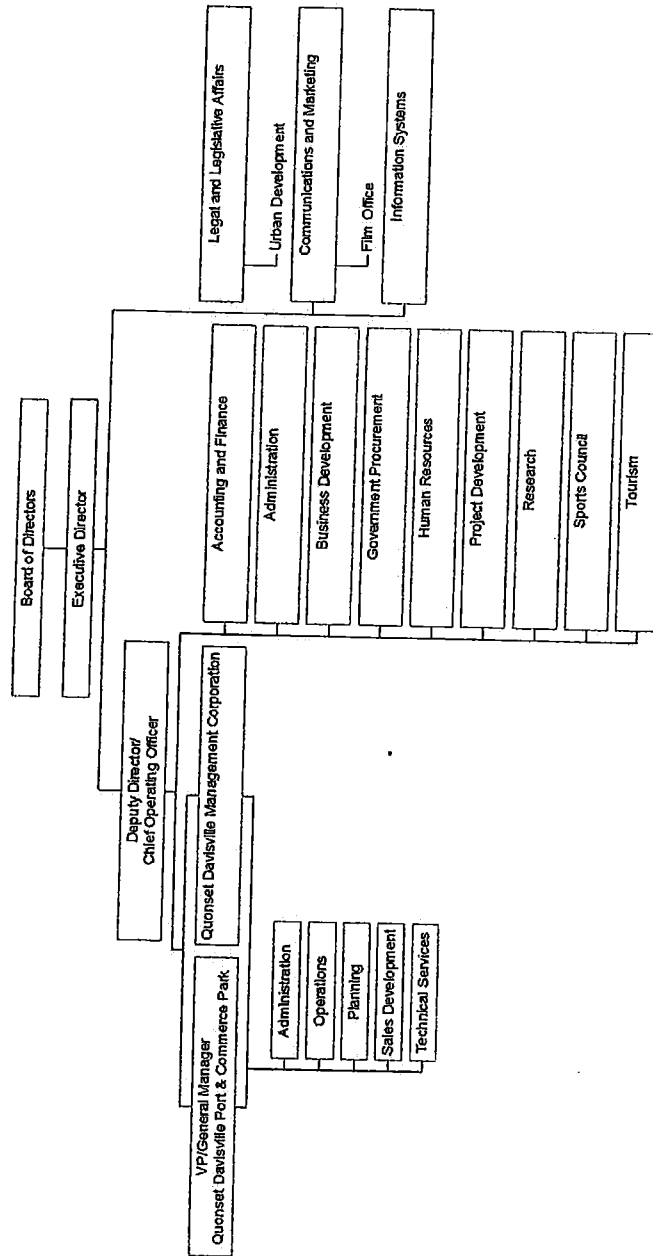 Board of Directors
Executive Director
Deputy Director/
Chief Operating Officer
VP/General Manager
Quonset Davisville Port & Commerce Park
Quonset Davisville Management Corporation
Administration
Operations
Planning
Sales Development
Technical Services
Accounting and Finance
Administration
Business Development
Government Procurement
Human Resources
Project Development
Research
Sports Council
Tourism
Legal and Legislative Affairs
Urban Development
Communications and Marketing
Film Office
Information Systems